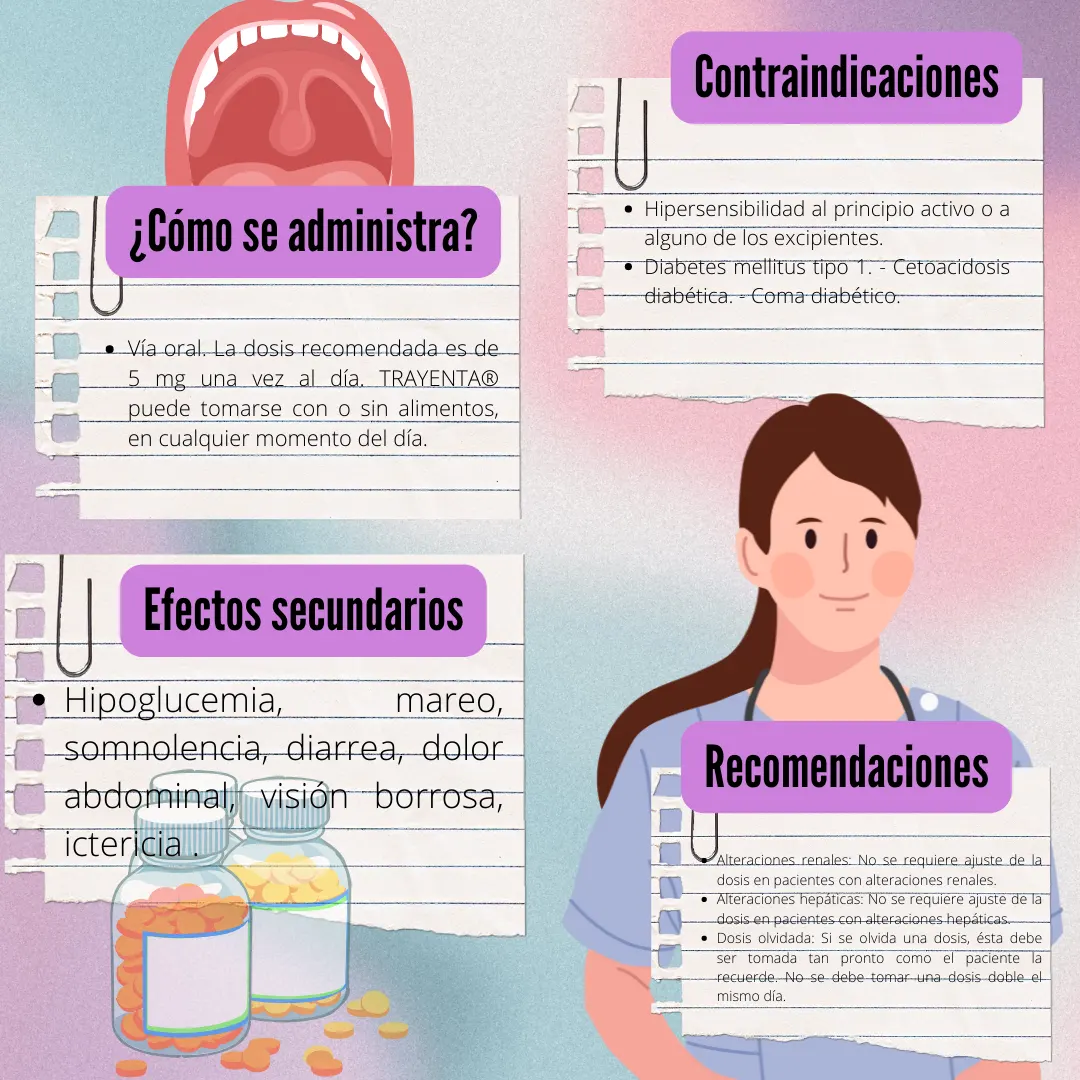 ¿Cómo se administra?
• Vía oral. La dosis recomendada es de
5 mg una vez al día. TRAYENTA®
puede tomarse con o sin alimentos,
en cualquier momento del día.
Contraindicaciones
• Hipersensibilidad al principio activo o a
alguno de los excipientes.
• Diabetes mellitus tipo 1. - Cetoacidosis
diabética. - Coma diabético.
Efectos secundarios
• Hipoglucemia, mareo,
somnolencia, diarrea, dolor
abdominal, visión borrosa,
ictericia .
Recomendaciones
• Alteraciones renales: No se requiere ajuste de la
dosis en pacientes con alteraciones renales.
• Alteraciones hepáticas: No se requiere ajuste de la
dosis en pacientes con alteraciones hepáticas.
• Dosis olvidada: Si se olvida una dosis, ésta debe
ser tomada tan pronto como el paciente la
recuerde. No se debe tomar una dosis doble el
mismo día.